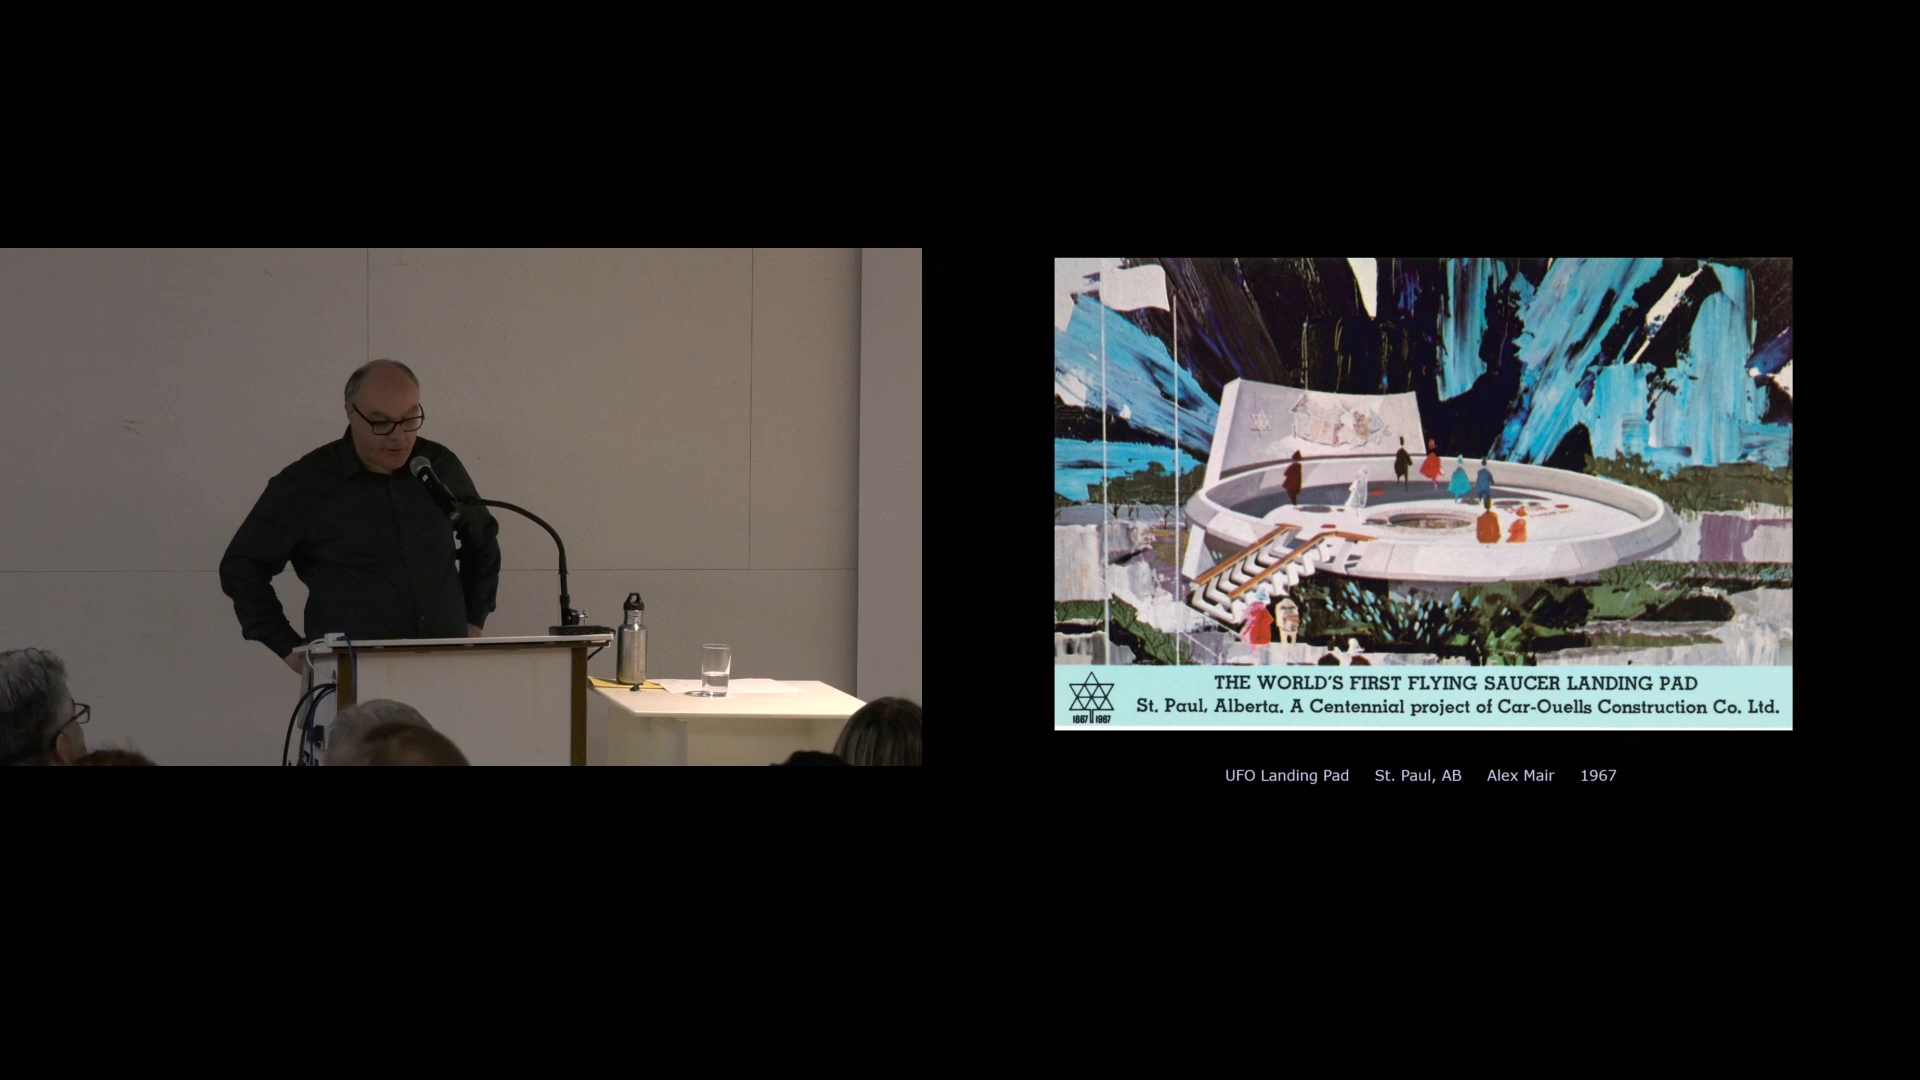 THE WORLD'S FIRST FLYING SAUCER LANDING PAD
St. Paul, Alberta. A Centennial project of Car-Ouells Construction Co. Ltd.
1867 1967
UFO Landing Pad St. Paul, AB Alex Mair 1967